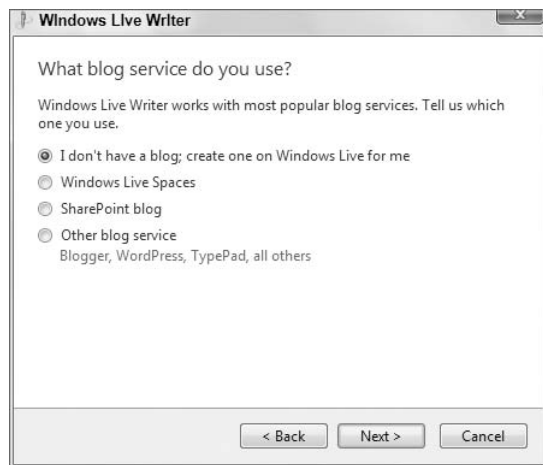 Windows Live Writer
What blog service do you use?
Windows Live Writer works with most popular blog services. Tell us which
one you use.
I don't have a blog; create one on Windows Live for me
Windows Live Spaces
SharePoint blog
Other blog service
Blogger, WordPress, TypePad, all others
< Back Next > Cancel